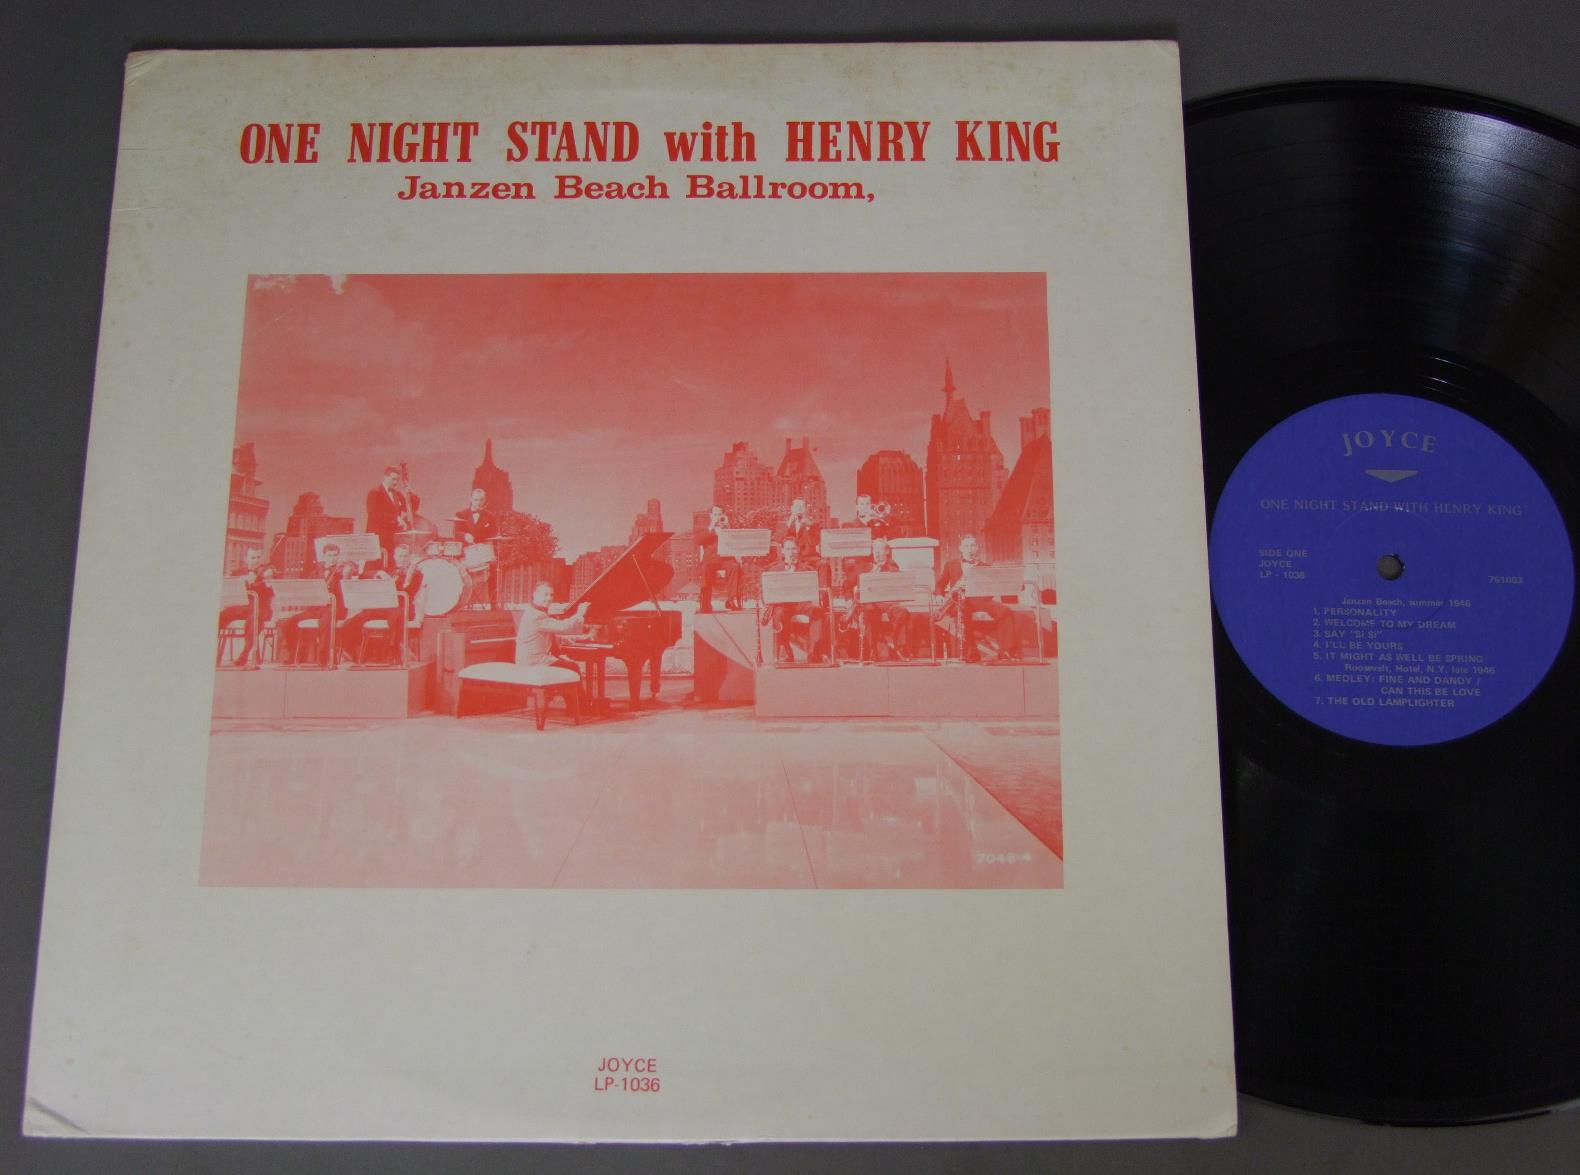 ONE NIGHT STAND with HENRY KING
Janzen Beach Ballroom,
7048-4
JOYCE
LP-1036
JOYCE
ONE NIGHT STAND WITH HENRY KING
SIDE ONE
JOYCE
LP - 1036
761003
Janzen Beach, summer 1946
1. PERSONALITY
2. WELCOME TO MY DREAM
3. SAY "Si Si"
4. I'LL BE YOURS
5. IT MIGHT AS WELL BE SPRING
Roosevelt, Hotel, N.Y. late 1946
6. MEDLEY: FINE AND DANDY /
CAN THIS BE LOVE
7. THE OLD LAMPLIGHTER